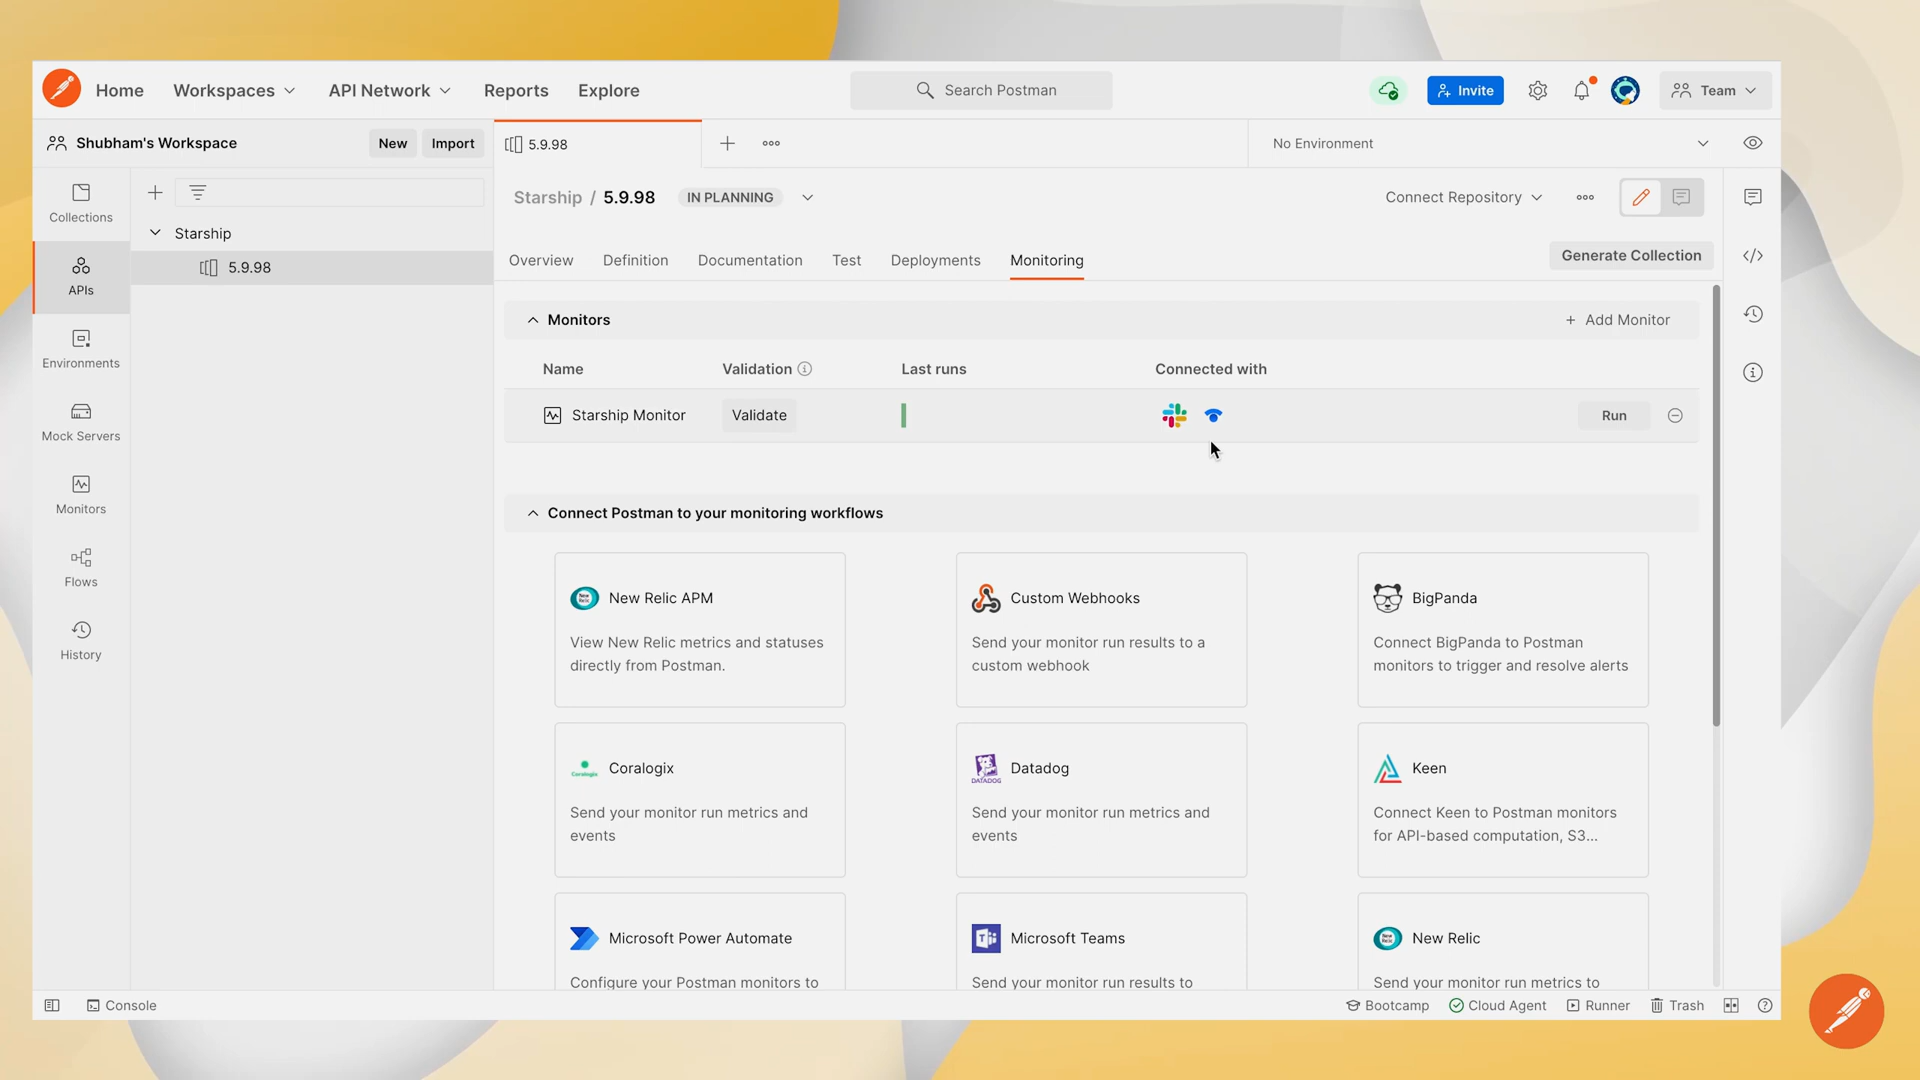 Home
Workspaces
API Network
Reports
Explore
Search Postman
Invite
Team
Shubham's Workspace
New
Import
5.9.98
No Environment
Collections
APIs
Environments
Mock Servers
Monitors
Flows
History
Starship
5.9.98
Starship / 5.9.98
IN PLANNING
Connect Repository
Overview
Definition
Documentation
Test
Deployments
Monitoring
Generate Collection
Monitors
+ Add Monitor
Name
Validation
Last runs
Connected with
Starship Monitor
Validate
Run
Connect Postman to your monitoring workflows
New Relic APM
View New Relic metrics and statuses
directly from Postman.
Custom Webhooks
Send your monitor run results to a
custom webhook
BigPanda
Connect BigPanda to Postman
monitors to trigger and resolve alerts
Coralogix
Coralogix
Send your monitor run metrics and
events
DATADOG
Datadog
Send your monitor run metrics and
events
Keen
Connect Keen to Postman monitors
for API-based computation, S3...
Microsoft Power Automate
Configure your Postman monitors to
Microsoft Teams
Send your monitor run results to
New Relic
Send your monitor run metrics to
Console
Bootcamp
Cloud Agent
Runner
Trash